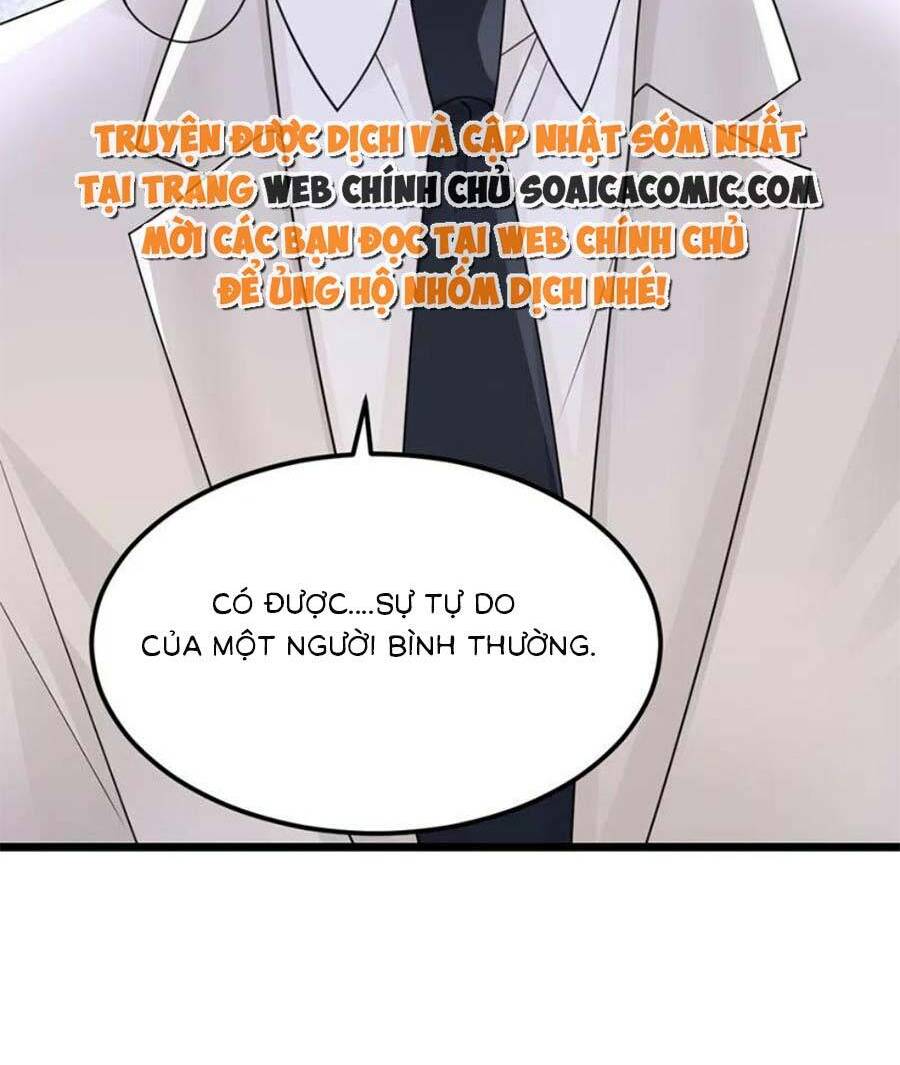 TRUYỆN ĐƯỢC DỊCH VÀ CẬP NHẬT SỚM NHẤT
TẠI TRANG WEB CHÍNH CHỦ SOAICACOMIC.COM
MỜI CÁC BẠN ĐỌC TẠI WEB CHÍNH CHỦ
ĐỂ ỦNG HỘ NHÓM DỊCH NHÉ!
CÓ ĐƯỢC....SỰ TỰ DO
CỦA MỘT NGƯỜI BÌNH THƯỜNG.